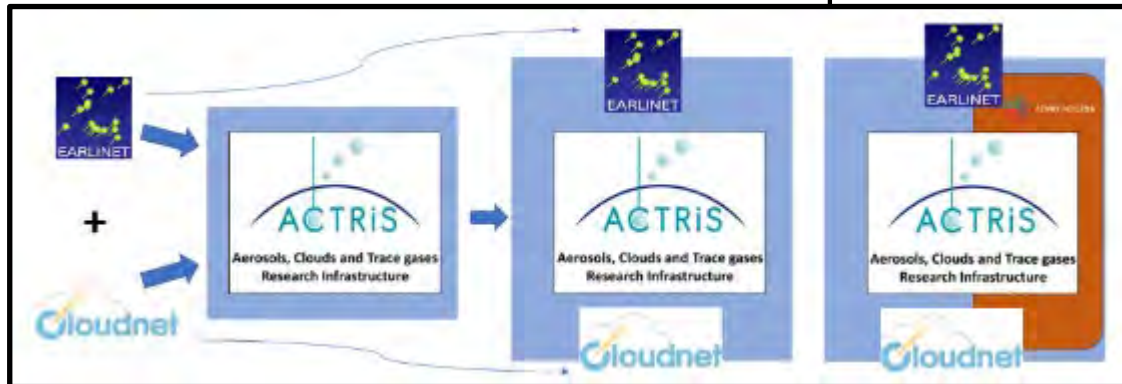 EARLINET
+
Cloudnet
ACTRiS
Aerosols, Clouds and Trace gases
Research Infrastructure
EARLINET
ACTRiS
Aerosols, Clouds and Trace gases
Research Infrastructure
Cloudnet
EARLINET
ACTRiS
Aerosols, Clouds and Trace gases
Research Infrastructure
Cloudnet